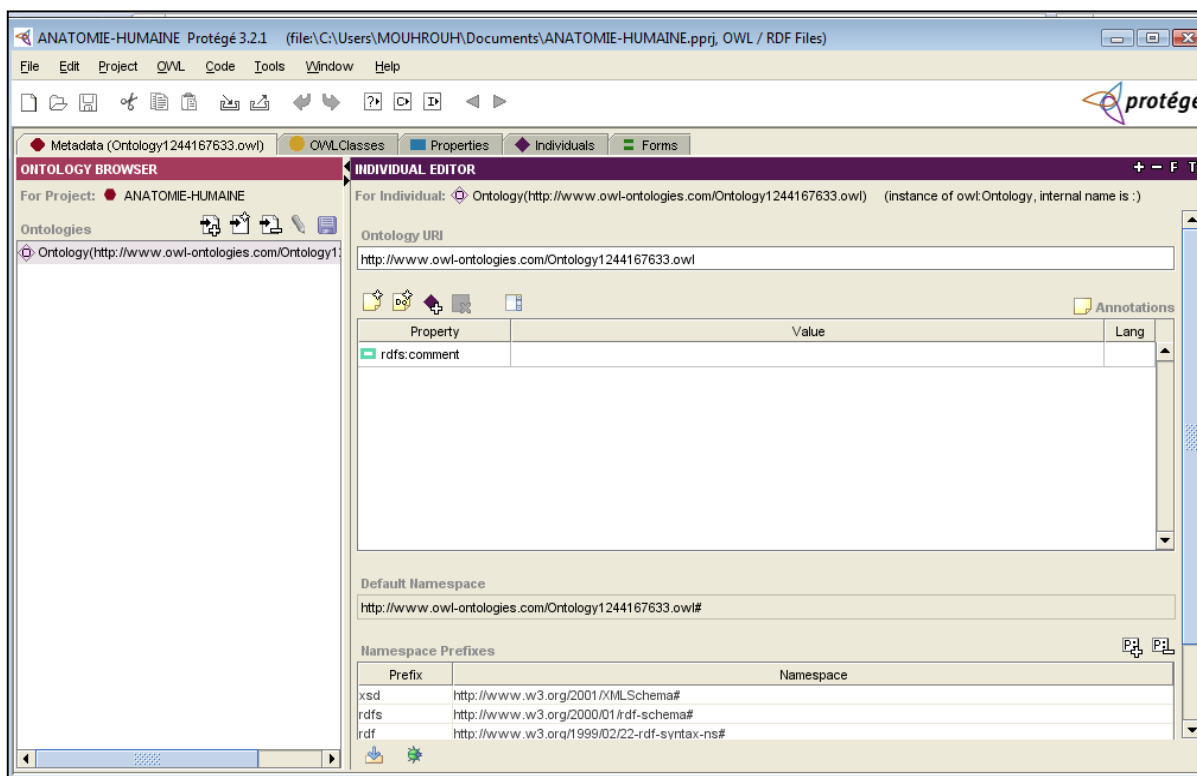 ANATOMIE-HUMAINE Protégé 3.2.1 (file:\C:\Users\MOUHROUH\Documents\ANATOMIE-HUMAINE.pprj, OWL / RDF Files)
File Edit Project OWL Code Tools Window Help
protégé
Metadata (Ontology1244167633.owl) OWLClasses Properties Individuals Forms
ONTOLOGY BROWSER
For Project: ANATOMIE-HUMAINE
Ontologies
Ontology(http://www.owl-ontologies.com/Ontology1
INDIVIDUAL EDITOR + − F T
For Individual: Ontology(http://www.owl-ontologies.com/Ontology1244167633.owl) (instance of owl:Ontology, internal name is :)
Ontology URI
http://www.owl-ontologies.com/Ontology1244167633.owl
Annotations
Property Value Lang
rdfs:comment
Default Namespace
http://www.owl-ontologies.com/Ontology1244167633.owl#
Namespace Prefixes
Prefix Namespace
xsd http://www.w3.org/2001/XMLSchema#
rdfs http://www.w3.org/2000/01/rdf-schema#
rdf http://www.w3.org/1999/02/22-rdf-syntax-ns#